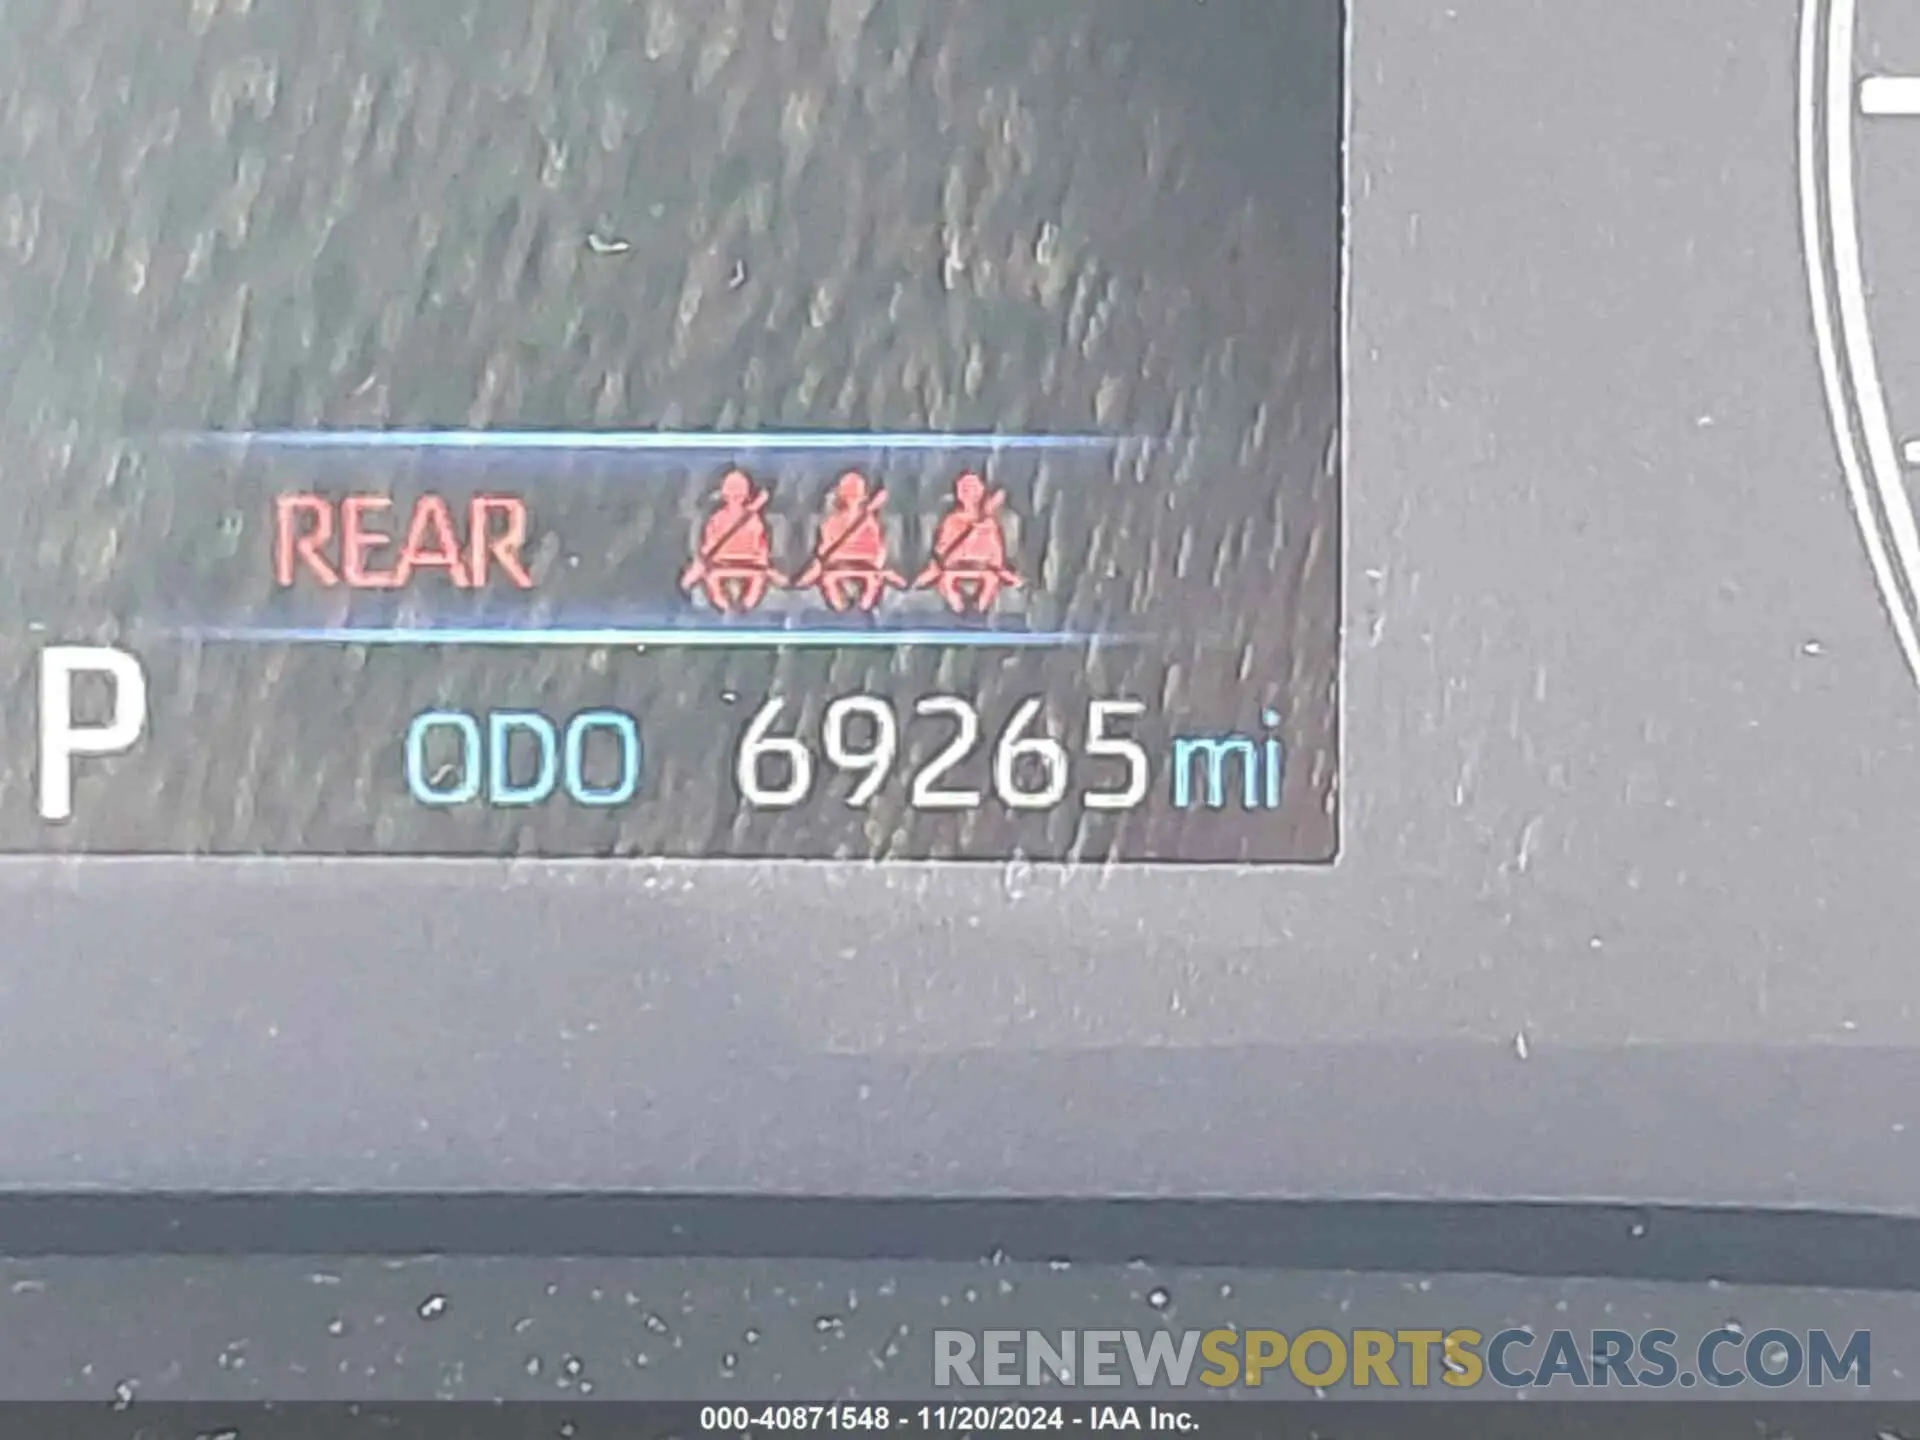 REAR
P ODO 69265 mi
RENEWSPORTSCARS.COM
000-40871548 - 11/20/2024 - IAA Inc.